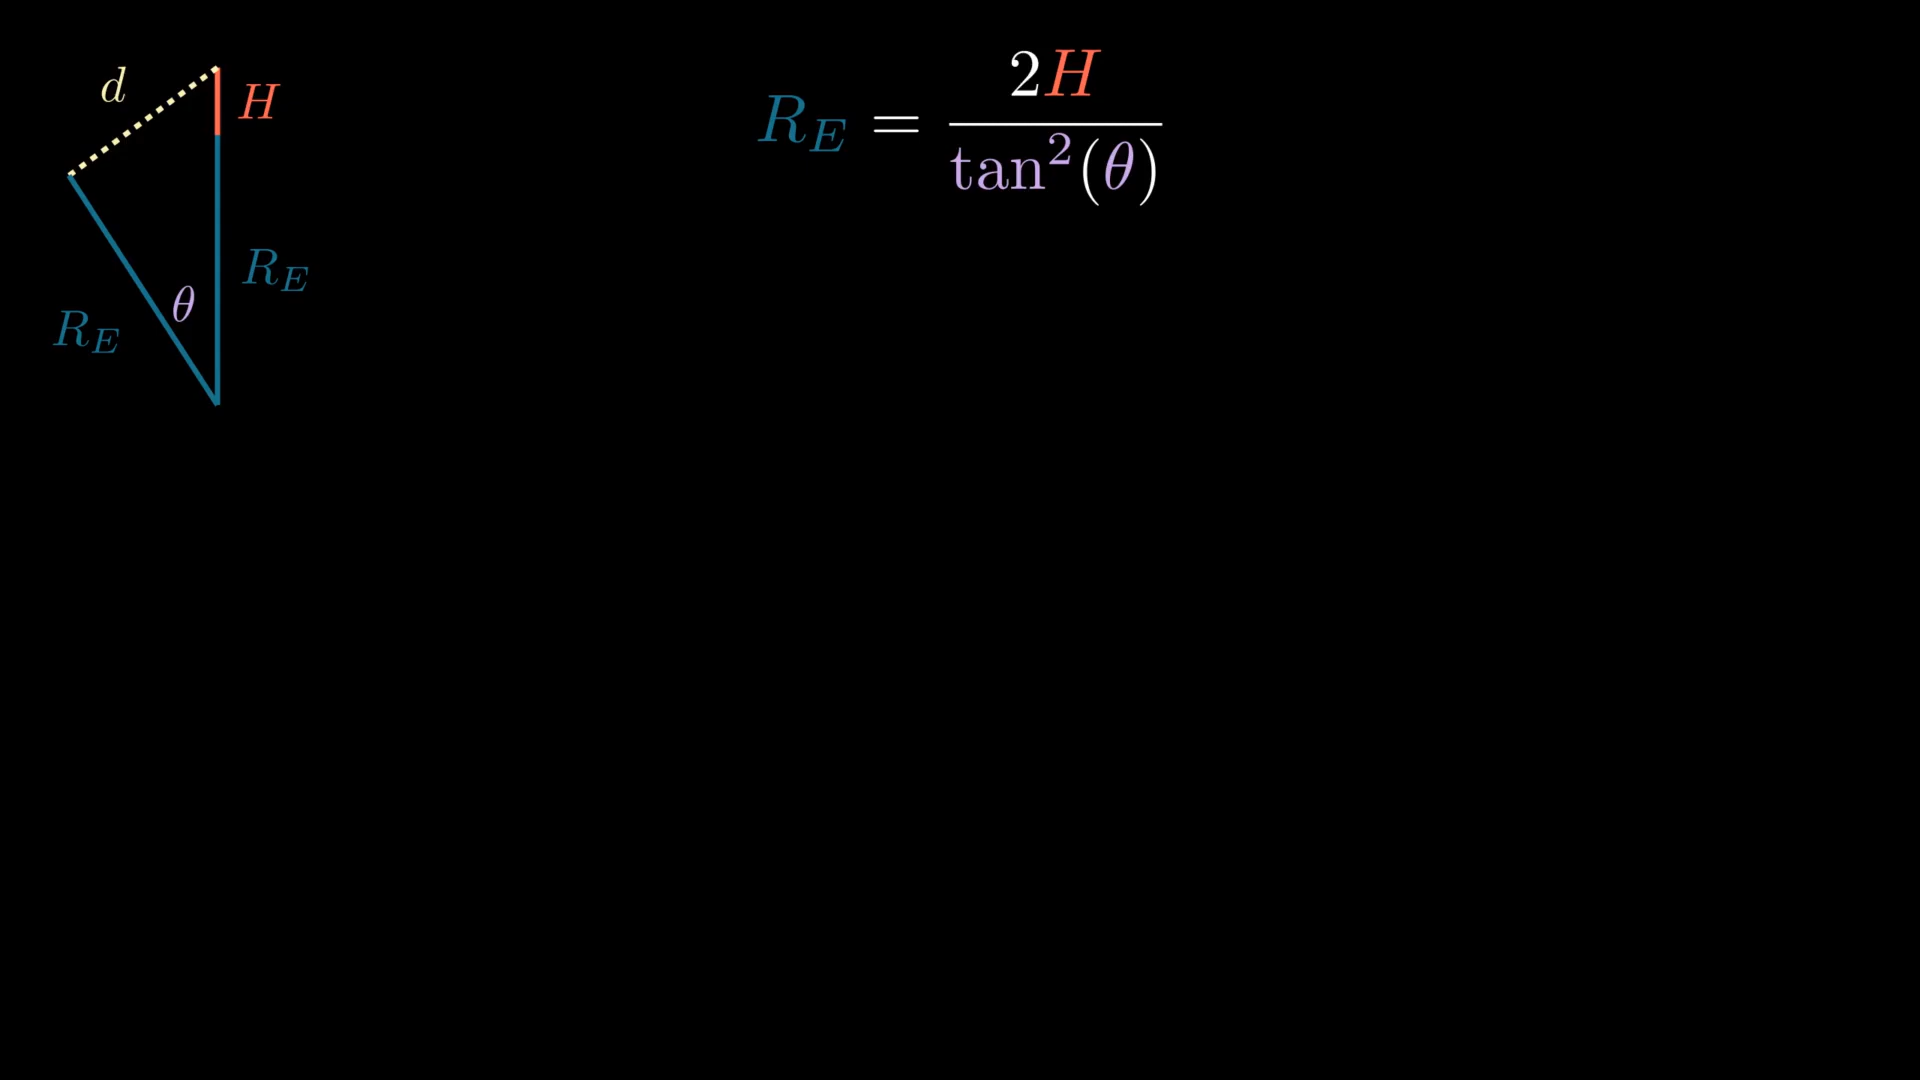 d
H
R_E
θ
R_E
R_E = 2H / tan²(θ)